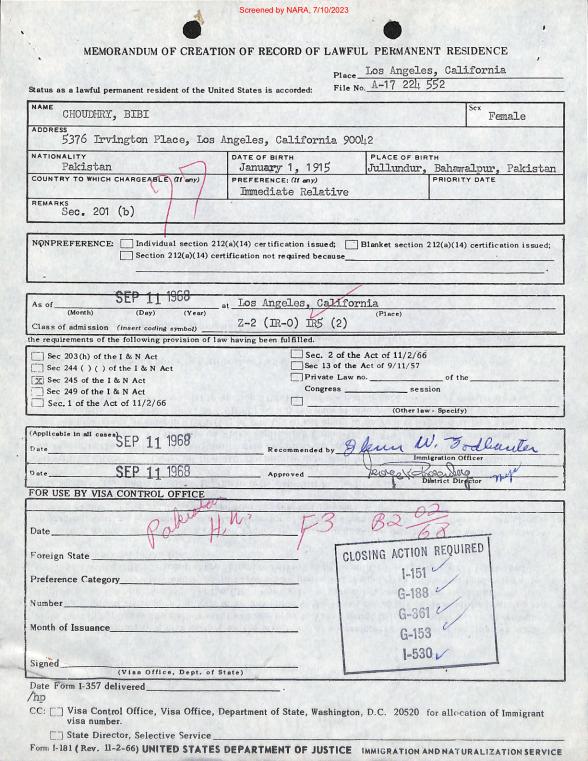 Screened by NARA, 7/10/2023
MEMORANDUM OF CREATION OF RECORD OF LAWFUL PERMANENT RESIDENCE
Place Los Angeles, California
Status as a lawful permanent resident of the United States is accorded: File No. A-17 224 552
NAME CHOUDHRY, BIBI Sex Female
ADDRESS
5376 Irvington Place, Los Angeles, California 90042
NATIONALITY DATE OF BIRTH PLACE OF BIRTH
Pakistan January 1, 1915 Jullundur, Bahawalpur, Pakistan
COUNTRY TO WHICH CHARGEABLE (If any) PREFERENCE: (If any) PRIORITY DATE
Immediate Relative
REMARKS
Sec. 201 (b)
NONPREFERENCE: Individual section 212(a)(14) certification issued; Blanket section 212(a)(14) certification issued;
Section 212(a)(14) certification not required because
As of SEP 11 1968 at Los Angeles, California
(Month) (Day) (Year) (Place)
Class of admission (insert coding symbol) Z-2 (IR-0) IR5 (2)
the requirements of the following provision of law having been fulfilled.
Sec 203(h) of the I & N Act Sec. 2 of the Act of 11/2/66
Sec 244 ( ) ( ) of the I & N Act Sec 13 of the Act of 9/11/57
x Sec 245 of the I & N Act Private Law no. of the
Sec 249 of the I & N Act Congress session
Sec. 1 of the Act of 11/2/66
(Other law - Specify)
(Applicable in all cases)
Date SEP 11 1968 Recommended by Glenn W.
Immigration Officer
Date SEP 11 1968 Approved
District Director
FOR USE BY VISA CONTROL OFFICE
Pakistan H.N. F3 B2 02/68
Date
Foreign State
Preference Category
Number
Month of Issuance
Signed
(Visa Office, Dept. of State)
CLOSING ACTION REQUIRED
I-151
G-188
G-361
G-153
I-530
Date Form I-357 delivered
/hp
CC: Visa Control Office, Visa Office, Department of State, Washington, D.C. 20520 for allocation of Immigrant
visa number.
State Director, Selective Service
Form I-181 (Rev. 11-2-66) UNITED STATES DEPARTMENT OF JUSTICE IMMIGRATION AND NATURALIZATION SERVICE